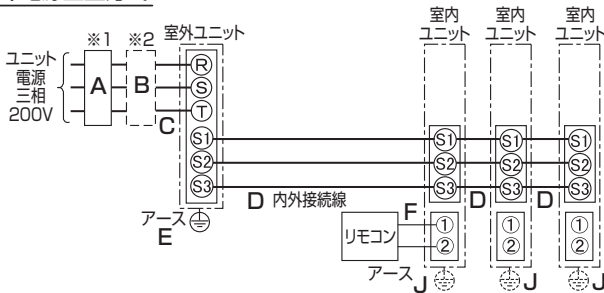 ※1
※2
室外ユニット
室内
ユニット
室内
ユニット
室内
ユニット
ユニット
電源
三相
200V
A
B
C
R
S
T
S1
S2
S3
S1
S2
S3
S1
S2
S3
S1
S2
S3
D 内外接続線
D
D
アース
E
リモコン
F
①
②
①
②
①
②
アース J
J
J